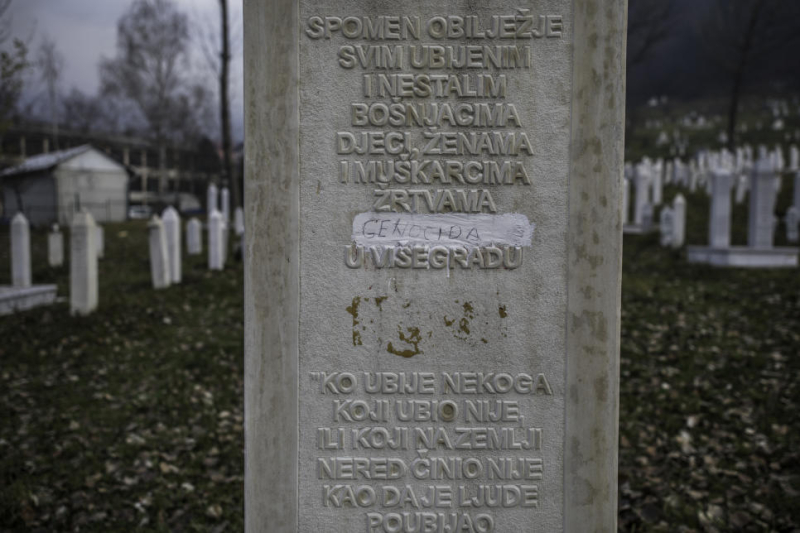 SPOMEN OBILJEŽJE
SVIM UBIJENIM
I NESTALIM
BOŠNJACIMA
DJECI, ŽENAMA
I MUŠKARCIMA
ŽRTVAMA
GENOCIDA
U VIŠEGRADU
"KO UBIJE NEKOGA
KOJI UBIO NIJE,
ILI KOJI NA ZEMLJI
NERED ČINIO NIJE
KAO DA JE LJUDE
POUBIJAO